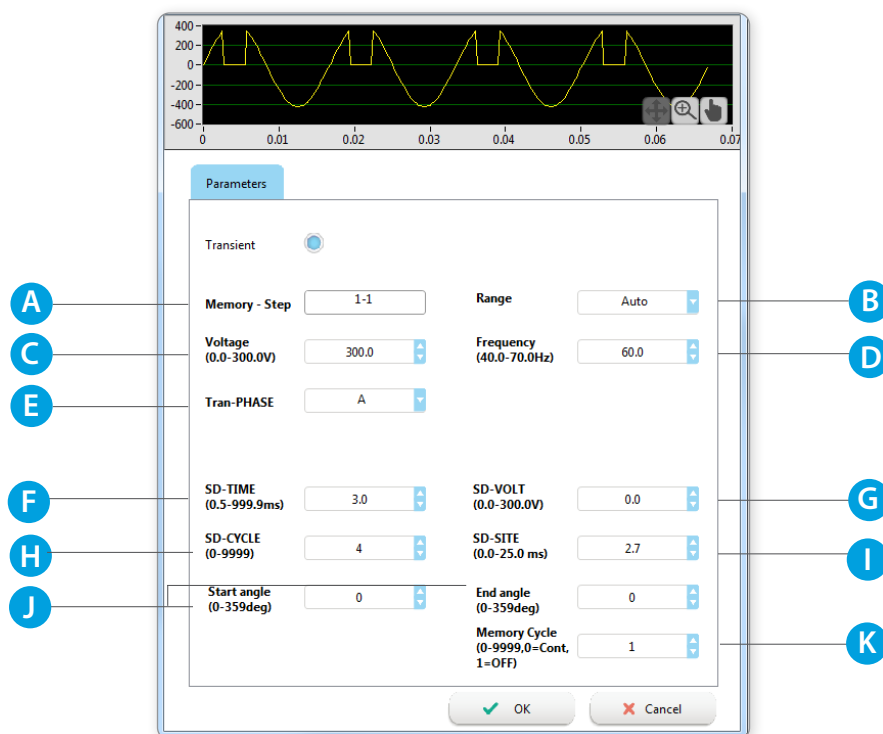 400
200
0
-200
-400
-600
0 0.01 0.02 0.03 0.04 0.05 0.06 0.07
Parameters
Transient
A
Memory - Step 1-1
Range Auto
B
C
Voltage
(0.0-300.0V) 300.0
Frequency
(40.0-70.0Hz) 60.0
D
E
Tran-PHASE A
F
SD-TIME
(0.5-999.9ms) 3.0
SD-VOLT
(0.0-300.0V) 0.0
G
H
SD-CYCLE
(0-9999) 4
SD-SITE
(0.0-25.0 ms) 2.7
I
J
Start angle
(0-359deg) 0
End angle
(0-359deg) 0
Memory Cycle
(0-9999,0=Cont,
1=OFF) 1
K
OK Cancel